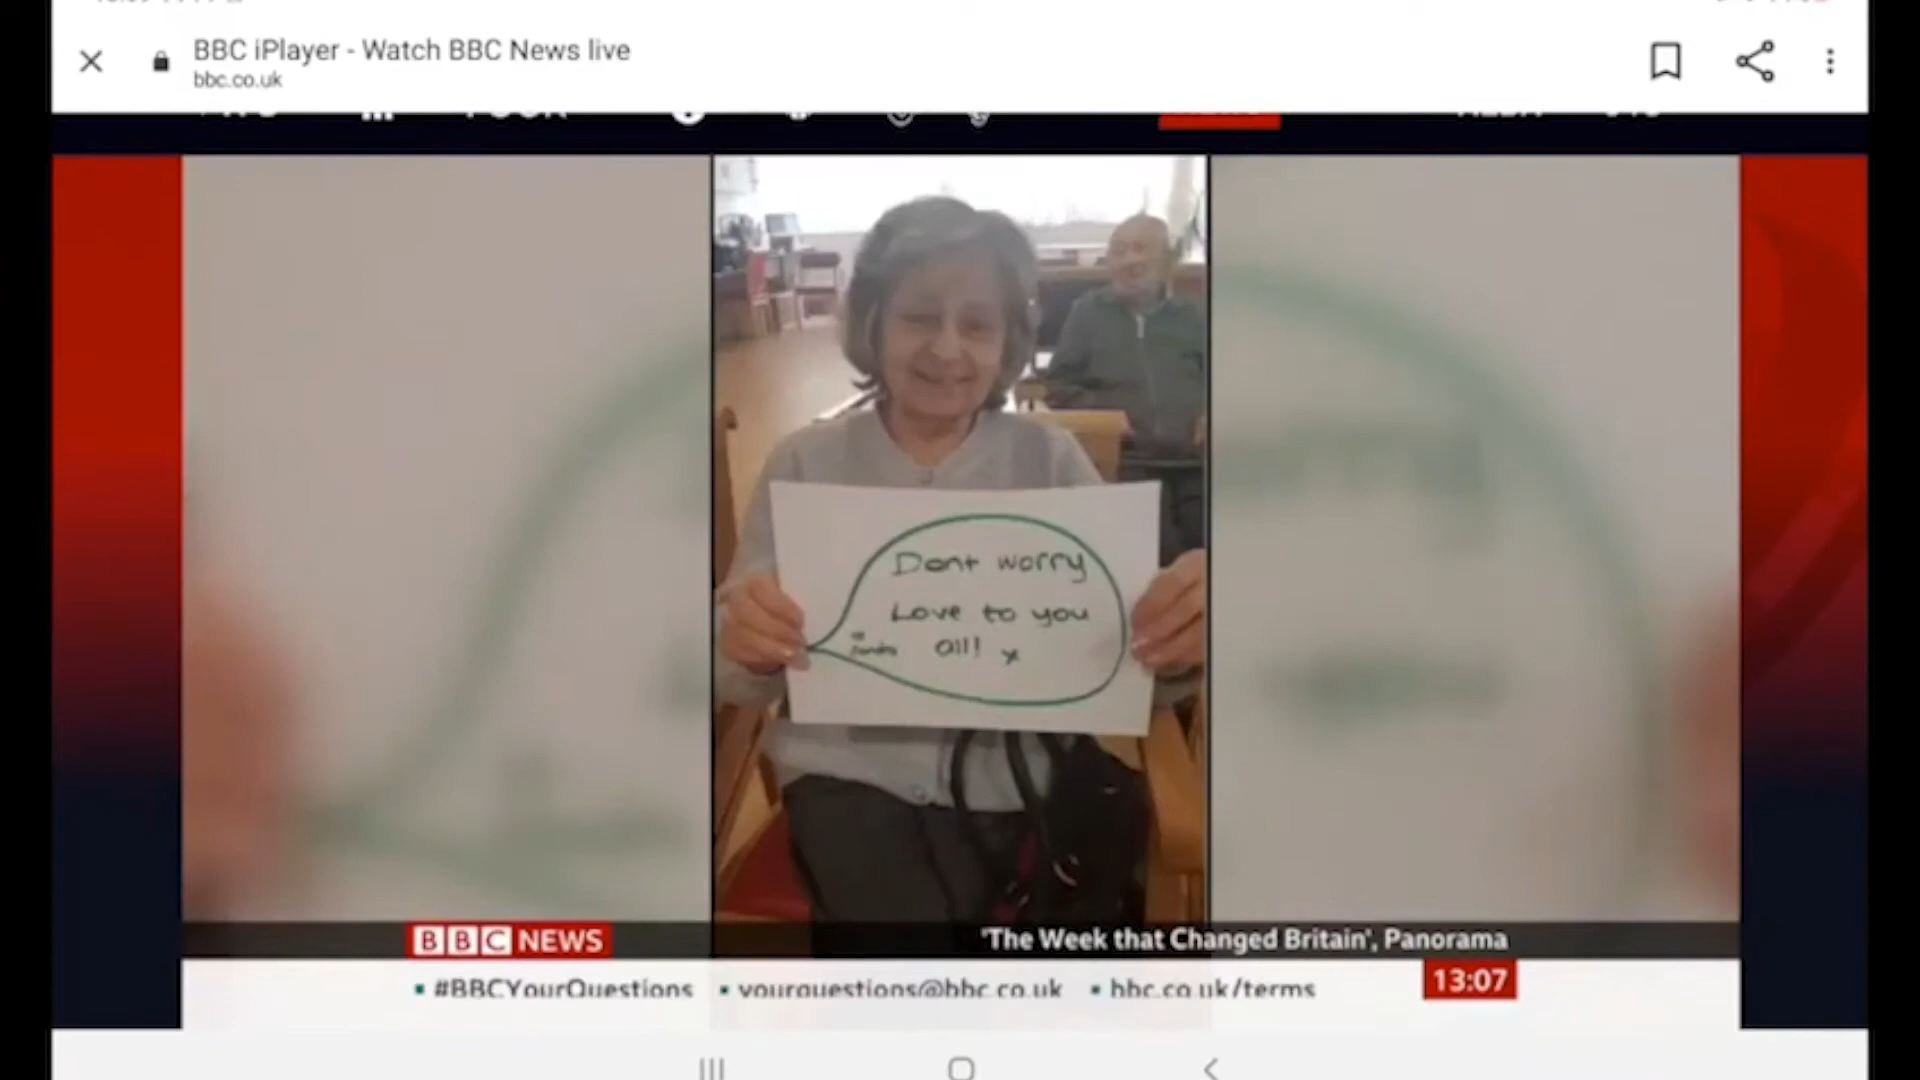 BBC iPlayer - Watch BBC News live
bbc.co.uk
Dont worry
Love to you
all! x
BBC NEWS
'The Week that Changed Britain', Panorama
#BBCYourQuestions
yourquestions@bbc.co.uk
bbc.co.uk/terms
13:07